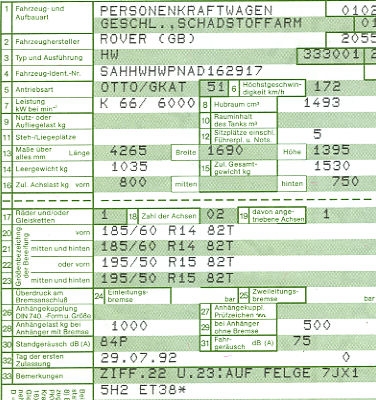 1 Fahrzeug- und Aufbauart PERSONENKRAFTWAGEN 0102
GESCHL.,SCHADSTOFFARM 01
2 Fahrzeughersteller ROVER (GB) 2055
3 Typ und Ausführung HW 333001 2
4 Fahrzeug-Ident.-Nr. SAHHWHWPNAD162917
5 Antriebsart OTTO/GKAT 51 6 Höchstgeschwindigkeit km/h 172
7 Leistung kW bei min⁻¹ K 66/ 6000 8 Hubraum cm³ 1493
9 Nutz- oder Aufliegelast kg 10 Rauminhalt des Tanks m³
11 Steh-/Liegeplätze 12 Sitzplätze einschl. Führerpl. u. Nots. 5
13 Maße über alles mm Länge 4265 Breite 1690 Höhe 1395
14 Leergewicht kg 1035 15 Zul. Gesamtgewicht kg 1530
16 Zul. Achslast kg vorn 800 mitten hinten 750
17 Räder und/oder Gleisketten 1 18 Zahl der Achsen 02 19 davon angetriebene Achsen 1
Größenbezeichnung der Bereifung
20 vorn 185/60 R14 82T
21 mitten und hinten 185/60 R14 82T
22 oder vorn 195/50 R15 82T
23 mitten und hinten 195/50 R15 82T
Überdruck am Bremsanschluß 24 Einleitungsbremse bar 25 Zweileitungsbremse bar
26 Anhängekupplung DIN 740.-Form u. Größe 27 Anhängekuppl. Prüfzeichen
28 Anhängelast kg bei Anhänger mit Bremse 1000 29 bei Anhänger ohne Bremse 500
30 Standgeräusch dB (A) 84P 31 Fahrgeräusch dB (A) 75
32 Tag der ersten Zulassung 29.07.92 0
33 Bemerkungen ZIFF.22 U.23:AUF FELGE 7JX1
5H2 ET38*